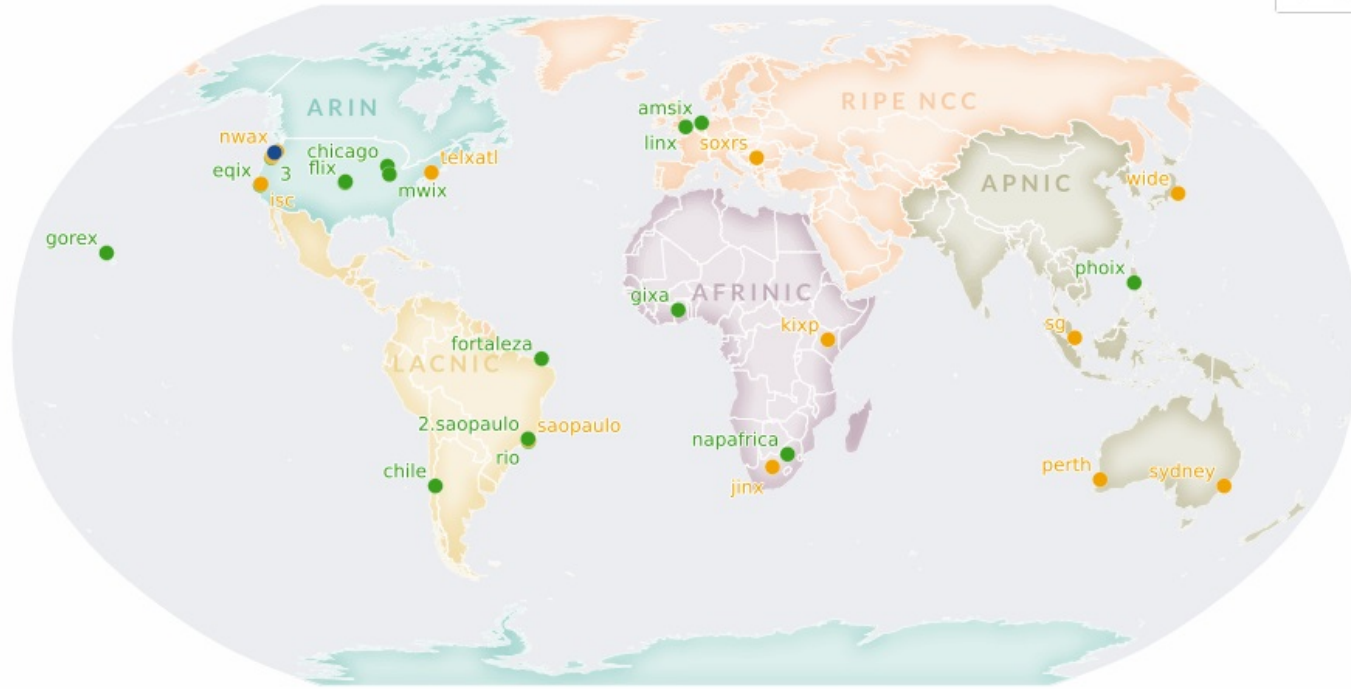 ARIN
RIPE NCC
amsix
nwax
linx
soxrs
chicago
telxatl
flix
eqix
3
mwix
isc
APNIC
wide
gorex
phoix
gixa
AFRINIC
kixp
sg
fortaleza
LACNIC
2.saopaulo
saopaulo
rio
napafrica
chile
jinx
perth
sydney